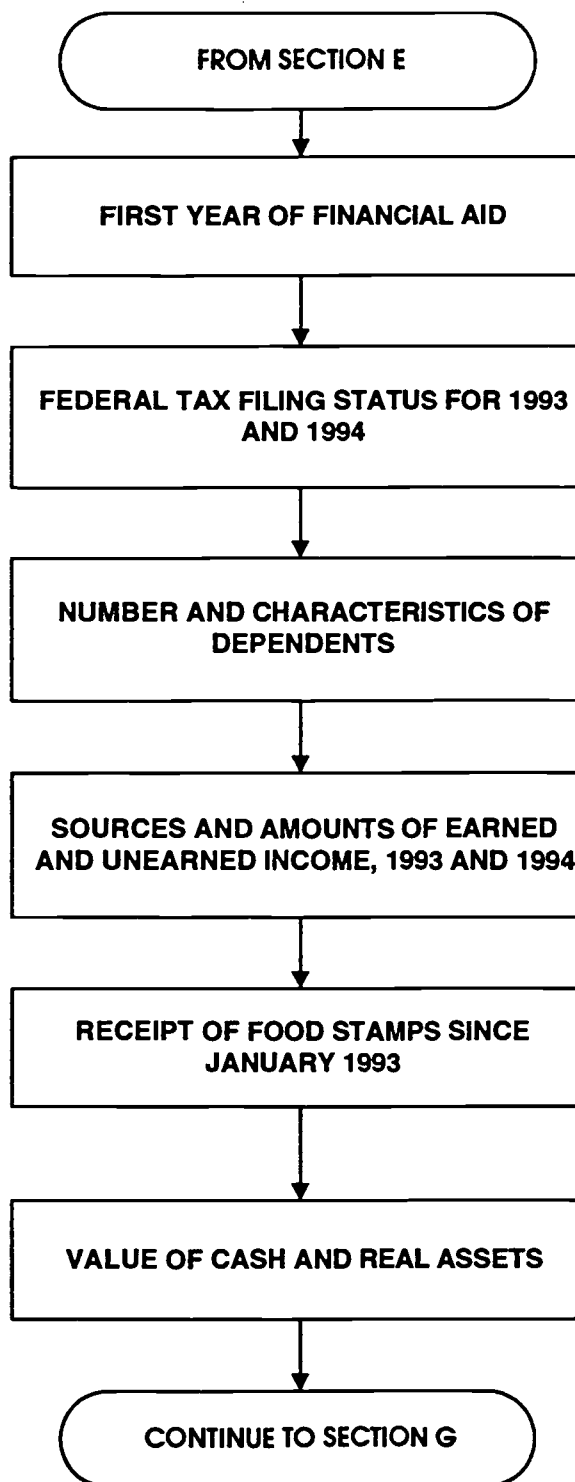 FROM SECTION E
FIRST YEAR OF FINANCIAL AID
FEDERAL TAX FILING STATUS FOR 1993
AND 1994
NUMBER AND CHARACTERISTICS OF
DEPENDENTS
SOURCES AND AMOUNTS OF EARNED
AND UNEARNED INCOME, 1993 AND 1994
RECEIPT OF FOOD STAMPS SINCE
JANUARY 1993
VALUE OF CASH AND REAL ASSETS
CONTINUE TO SECTION G